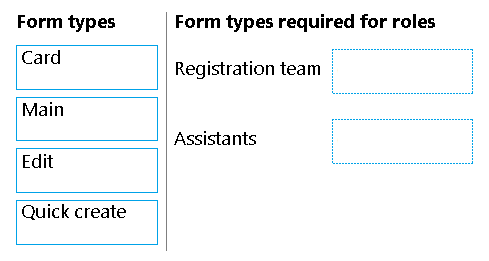 Form types
Card
Main
Edit
Quick create
Form types required for roles
Registration team
Assistants